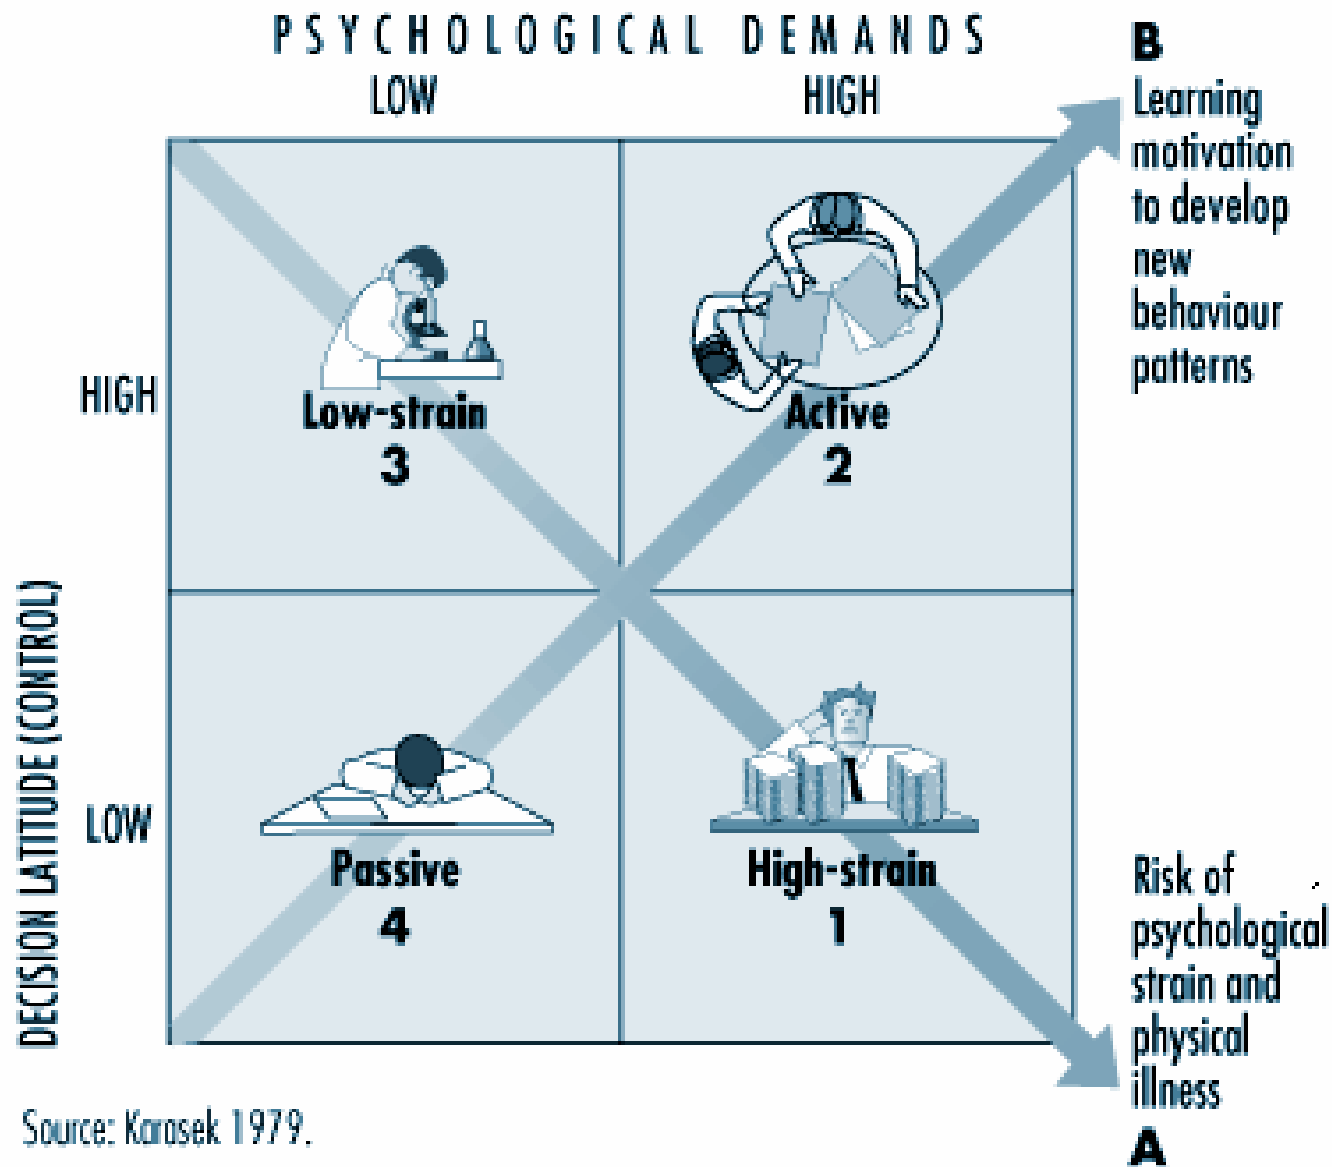 PSYCHOLOGICAL DEMANDS
LOW
HIGH
B
Learning
motivation
to develop
new
behaviour
patterns
HIGH
Low-strain
3
Active
2
DECISION LATITUDE (CONTROL)
LOW
Passive
4
High-strain
1
Risk of
psychological
strain and
physical
illness
A
Source: Karasek 1979.